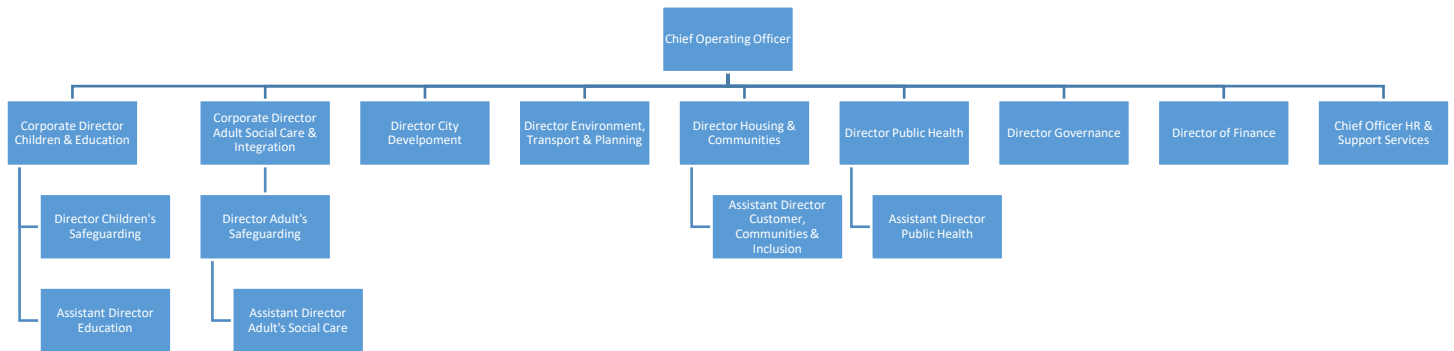 Chief Operating Officer
Corporate Director
Children & Education
Corporate Director
Adult Social Care &
Integration
Director City
Develpoment
Director Environment,
Transport & Planning
Director Housing &
Communities
Director Public Health
Director Governance
Director of Finance
Chief Officer HR &
Support Services
Director Children's
Safeguarding
Director Adult's
Safeguarding
Assistant Director
Customer,
Communities &
Inclusion
Assistant Director
Public Health
Assistant Director
Education
Assistant Director
Adult's Social Care